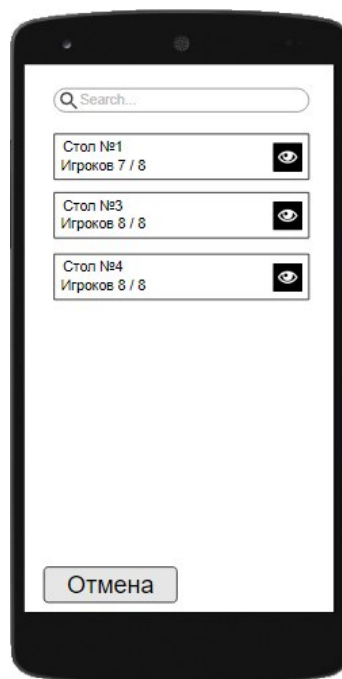 Search...
Стол №1
Игроков 7 / 8
Стол №3
Игроков 8 / 8
Стол №4
Игроков 8 / 8
Отмена